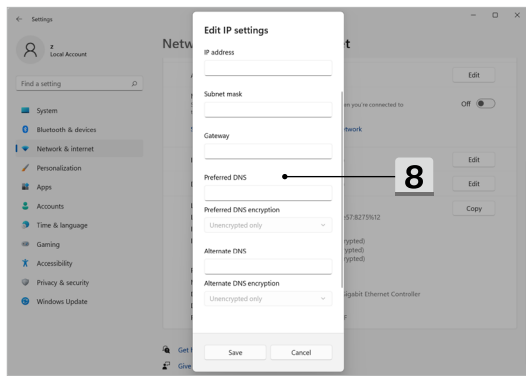 Settings
z
Local Account
Find a setting
System
Bluetooth & devices
Network & internet
Personalization
Apps
Accounts
Time & language
Gaming
Accessibility
Privacy & security
Windows Update
Netw
et
Edit
en you're connected to
Off
etwork
Edit
Edit
Copy
57:B275%12
rypted)
rypted)
rypted)
Gigabit Ethernet Controller
F
Get
Give
Edit IP settings
IP address
Subnet mask
Gateway
Preferred DNS
8
Preferred DNS encryption
Unencrypted only
Alternate DNS
Alternate DNS encryption
Unencrypted only
Save
Cancel